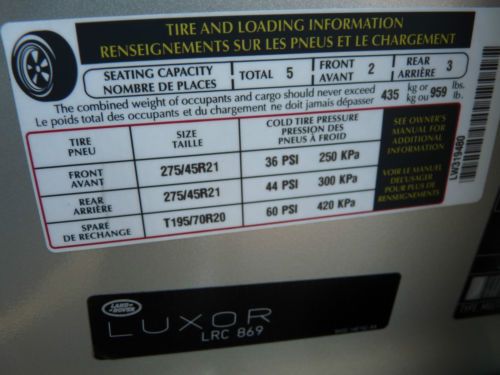 TIRE AND LOADING INFORMATION
RENSEIGNEMENTS SUR LES PNEUS ET LE CHARGEMENT
SEATING CAPACITY
NOMBRE DE PLACES
TOTAL 5
FRONT
AVANT 2
REAR
ARRIÈRE 3
The combined weight of occupants and cargo should never exceed
Le poids total des occupants et du chargement ne doit jamais dépasser
435 kg or 959 lbs.
kg ou lb.
TIRE
PNEU
SIZE
TAILLE
COLD TIRE PRESSURE
PRESSION DES
PNEUS À FROID
FRONT
AVANT
275/45R21
36 PSI 250 KPa
REAR
ARRIÈRE
275/45R21
44 PSI 300 KPa
SPARE
DE RECHANGE
T195/70R20
60 PSI 420 KPa
SEE OWNER'S
MANUAL FOR
ADDITIONAL
INFORMATION
VOIR LE MANUEL
DE L'USAGER
POUR PLUS DE
RENSEIGNEMENTS
LW319480
LAND ROVER
LUXOR
LRC 869